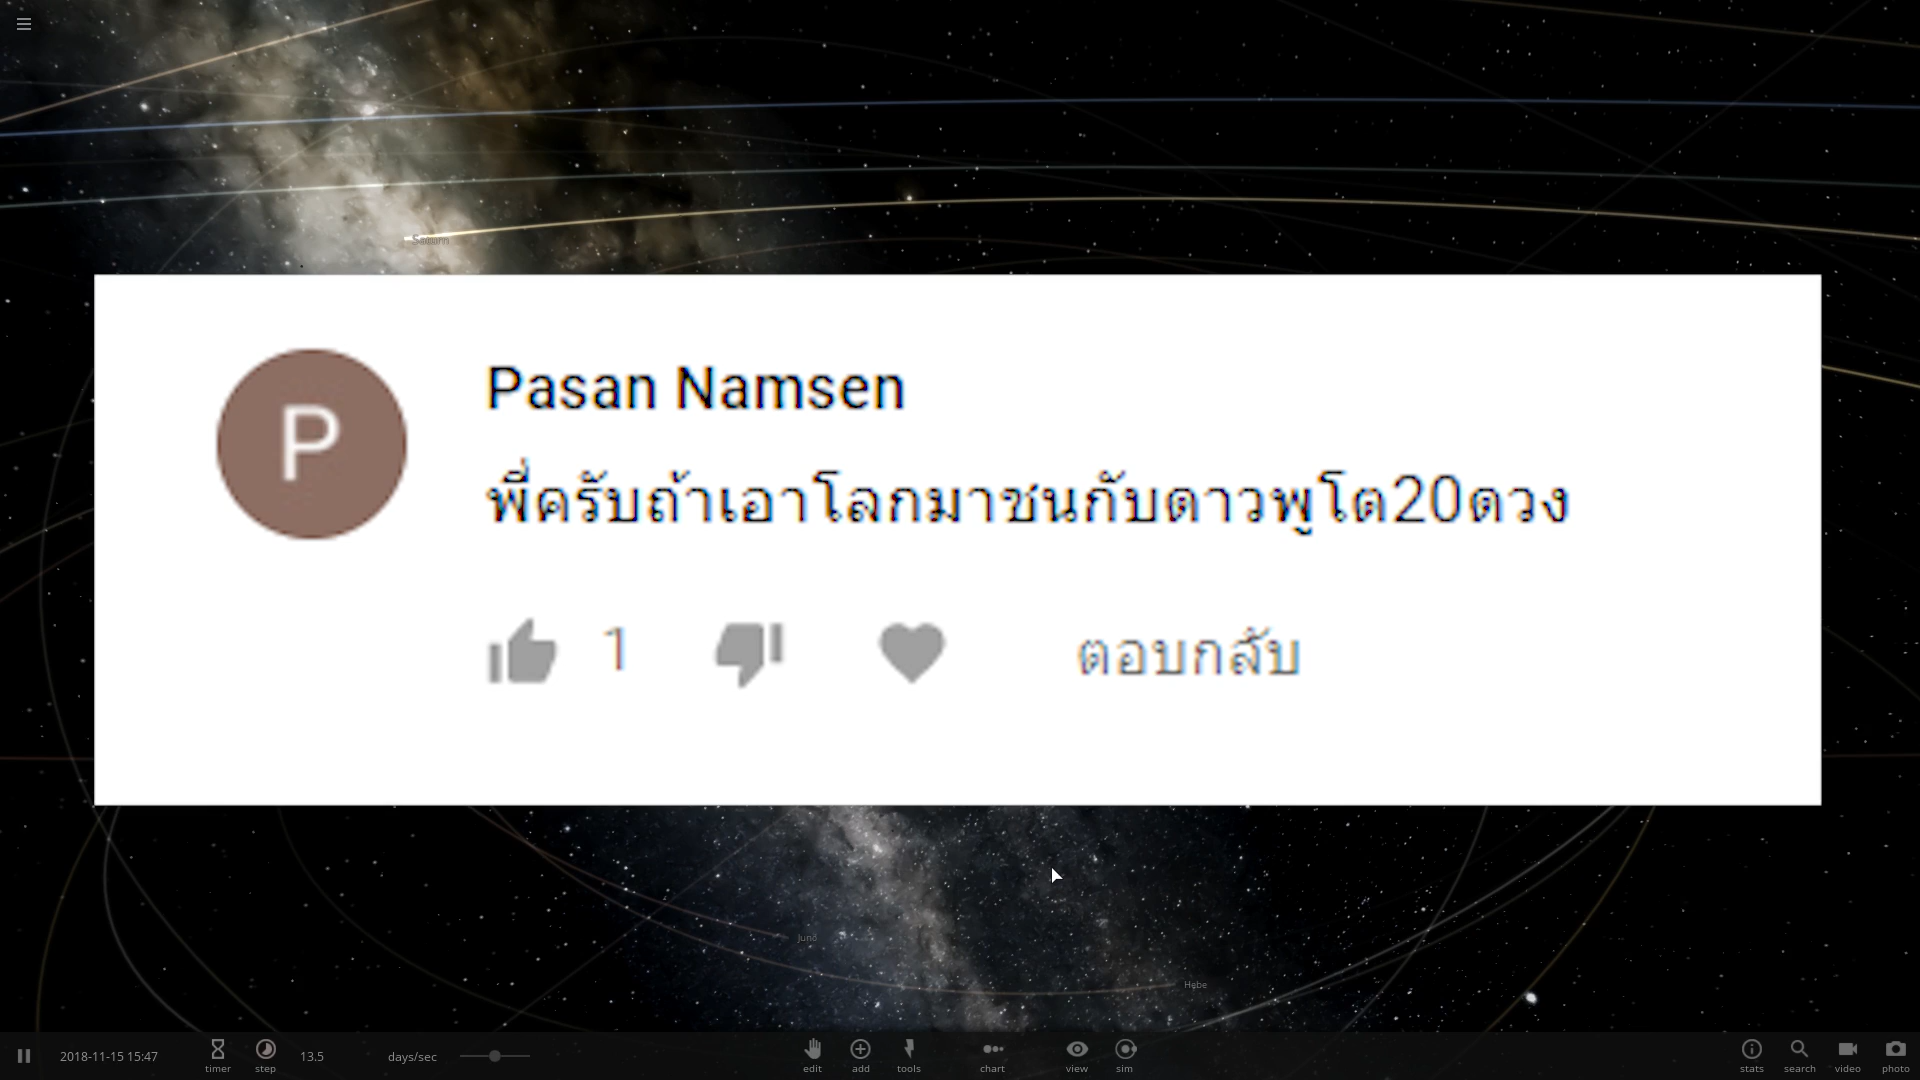 Saturn
P
Pasan Namsen
พี่ครับถ้าเอาโลกมาชนกับดาวพูโต20ดวง
1
ตอบกลับ
Juno
Hebe
2018-11-15 15:47
timer
step
13.5
days/sec
edit
add
tools
chart
view
sim
stats
search
video
photo